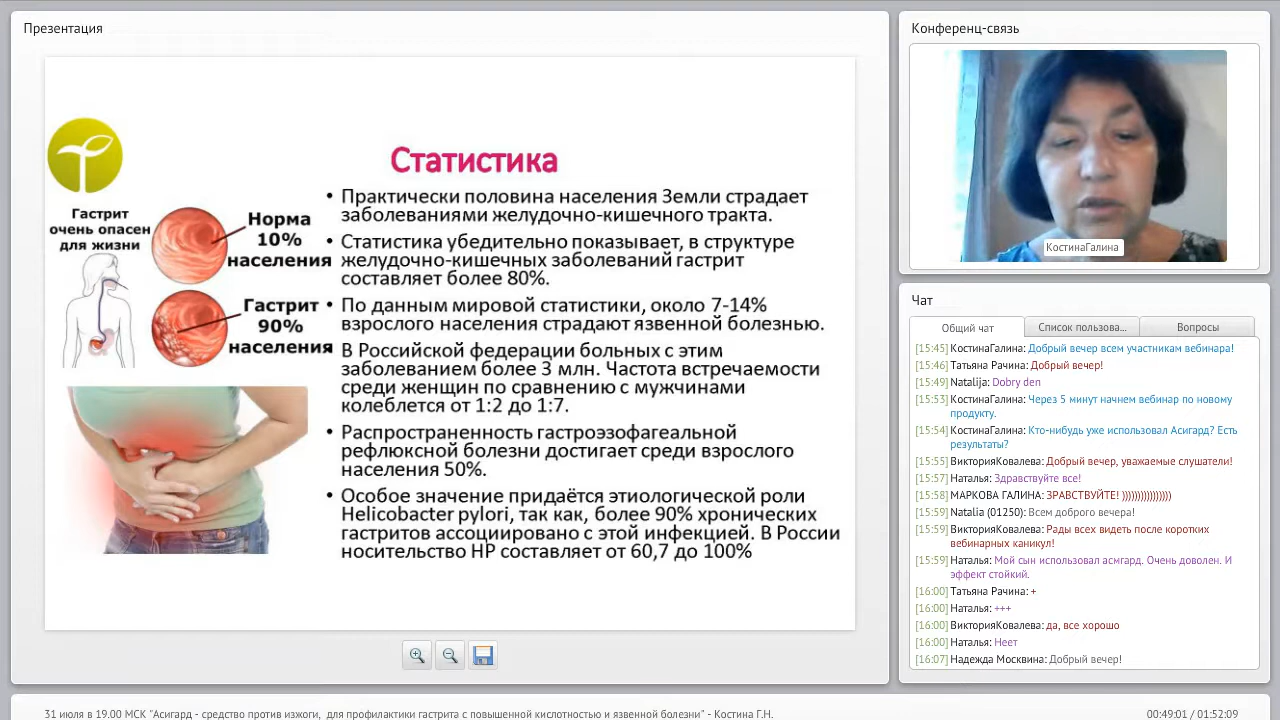 Презентация
Статистика
Гастрит
очень опасен
для жизни
Норма
10%
населения
Гастрит
90%
населения
• Практически половина населения Земли страдает
заболеваниями желудочно-кишечного тракта.
• Статистика убедительно показывает, в структуре
желудочно-кишечных заболеваний гастрит
составляет более 80%.
• По данным мировой статистики, около 7-14%
взрослого населения страдают язвенной болезнью.
• В Российской федерации больных с этим
заболеванием более 3 млн. Частота встречаемости
среди женщин по сравнению с мужчинами
колеблется от 1:2 до 1:7.
• Распространенность гастроэзофагеальной
рефлюксной болезни достигает среди взрослого
населения 50%.
• Особое значение придаётся этиологической роли
Helicobacter pylori, так как, более 90% хронических
гастритов ассоциировано с этой инфекцией. В России
носительство HP составляет от 60,7 до 100%
Конференц-связь
КостинаГалина
Чат
Общий чат
Список пользова...
Вопросы
[15:45] КостинаГалина: Добрый вечер всем участникам вебинара!
[15:46] Татьяна Рачина: Добрый вечер!
[15:49] Natalija: Dobry den
[15:53] КостинаГалина: Через 5 минут начнем вебинар по новому
продукту.
[15:54] КостинаГалина: Кто-нибудь уже использовал Асигард? Есть
результаты?
[15:55] ВикторияКовалева: Добрый вечер, уважаемые слушатели!
[15:57] Наталья: Здравствуйте все!
[15:58] МАРКОВА ГАЛИНА: ЗРАВСТВУЙТЕ! ))))))))))))))))
[15:59] Natalia (01250): Всем доброго вечера!
[15:59] ВикторияКовалева: Рады всех видеть после коротких
вебинарных каникул!
[15:59] Наталья: Мой сын использовал асмгард. Очень доволен. И
эффект стойкий.
[16:00] Татьяна Рачина: +
[16:00] Наталья: +++
[16:00] ВикторияКовалева: да, все хорошо
[16:00] Наталья: Неет
[16:07] Надежда Москвина: Добрый вечер!
31 июля в 19.00 МСК "Асигард - средство против изжоги, для профилактики гастрита с повышенной кислотностью и язвенной болезни" - Костина Г.Н.
00:49:01 / 01:52:09